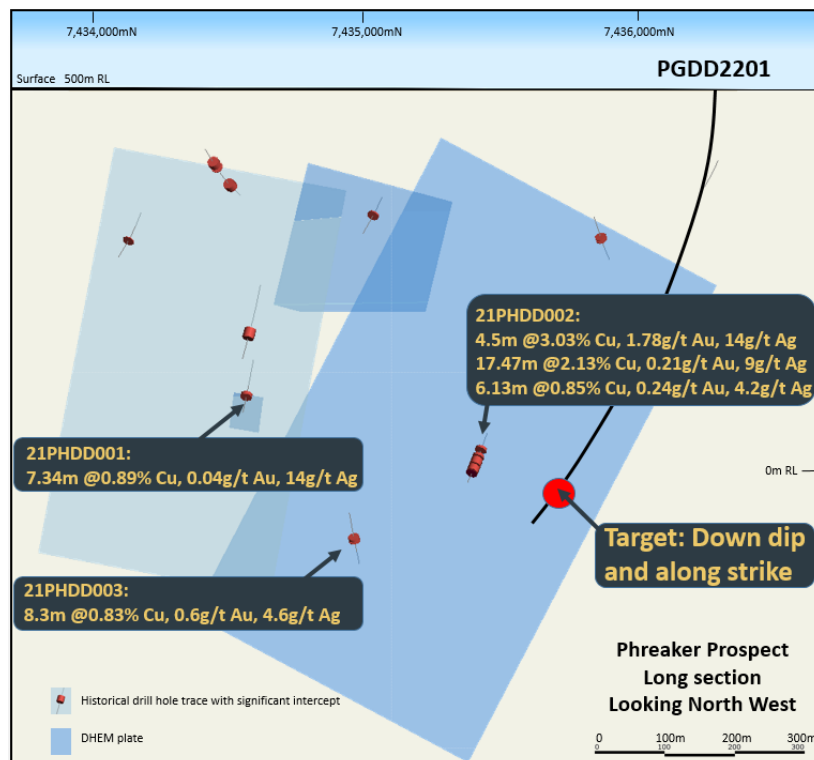 7,434,000mN 7,435,000mN 7,436,000mN
PGDD2201
Surface 500m RL
21PHDD002:
4.5m @3.03% Cu, 1.78g/t Au, 14g/t Ag
17.47m @2.13% Cu, 0.21g/t Au, 9g/t Ag
6.13m @0.85% Cu, 0.24g/t Au, 4.2g/t Ag
21PHDD001:
7.34m @0.89% Cu, 0.04g/t Au, 14g/t Ag
0m RL
Target: Down dip
and along strike
21PHDD003:
8.3m @0.83% Cu, 0.6g/t Au, 4.6g/t Ag
Phreaker Prospect
Long section
Looking North West
Historical drill hole trace with significant intercept
DHEM plate
0 100m 200m 300m
0 100 200 300